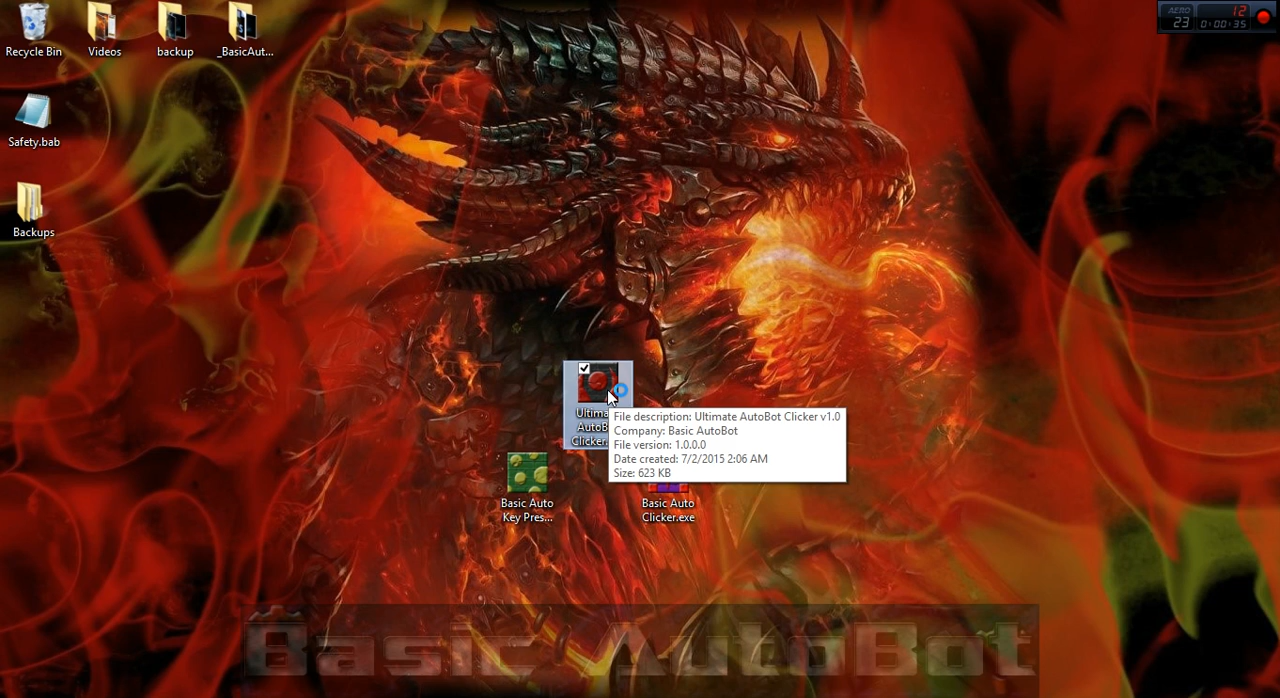 Recycle Bin
Videos
backup
_BasicAut...
AERO
23
12
0:00:35
Safety.bab
Backups
Ultima
AutoB
Clicker.
File description: Ultimate AutoBot Clicker v1.0
Company: Basic AutoBot
File version: 1.0.0.0
Date created: 7/2/2015 2:06 AM
Size: 623 KB
Basic Auto
Key Pres...
Basic Auto
Clicker.exe
Basic AutoBot